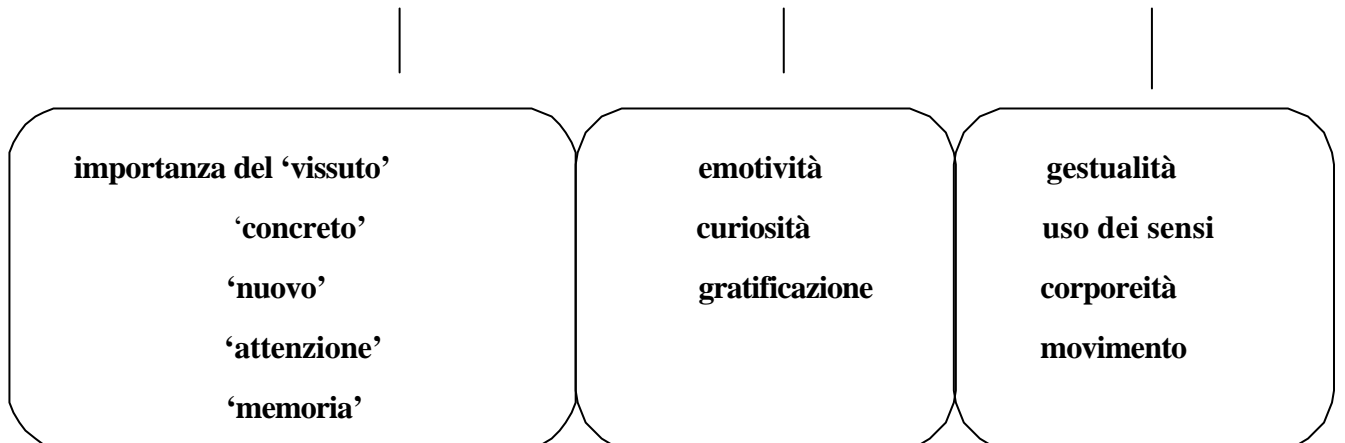 importanza del ‘vissuto’
‘concreto’
‘nuovo’
‘attenzione’
‘memoria’
emotività
curiosità
gratificazione
gestualità
uso dei sensi
corporeità
movimento